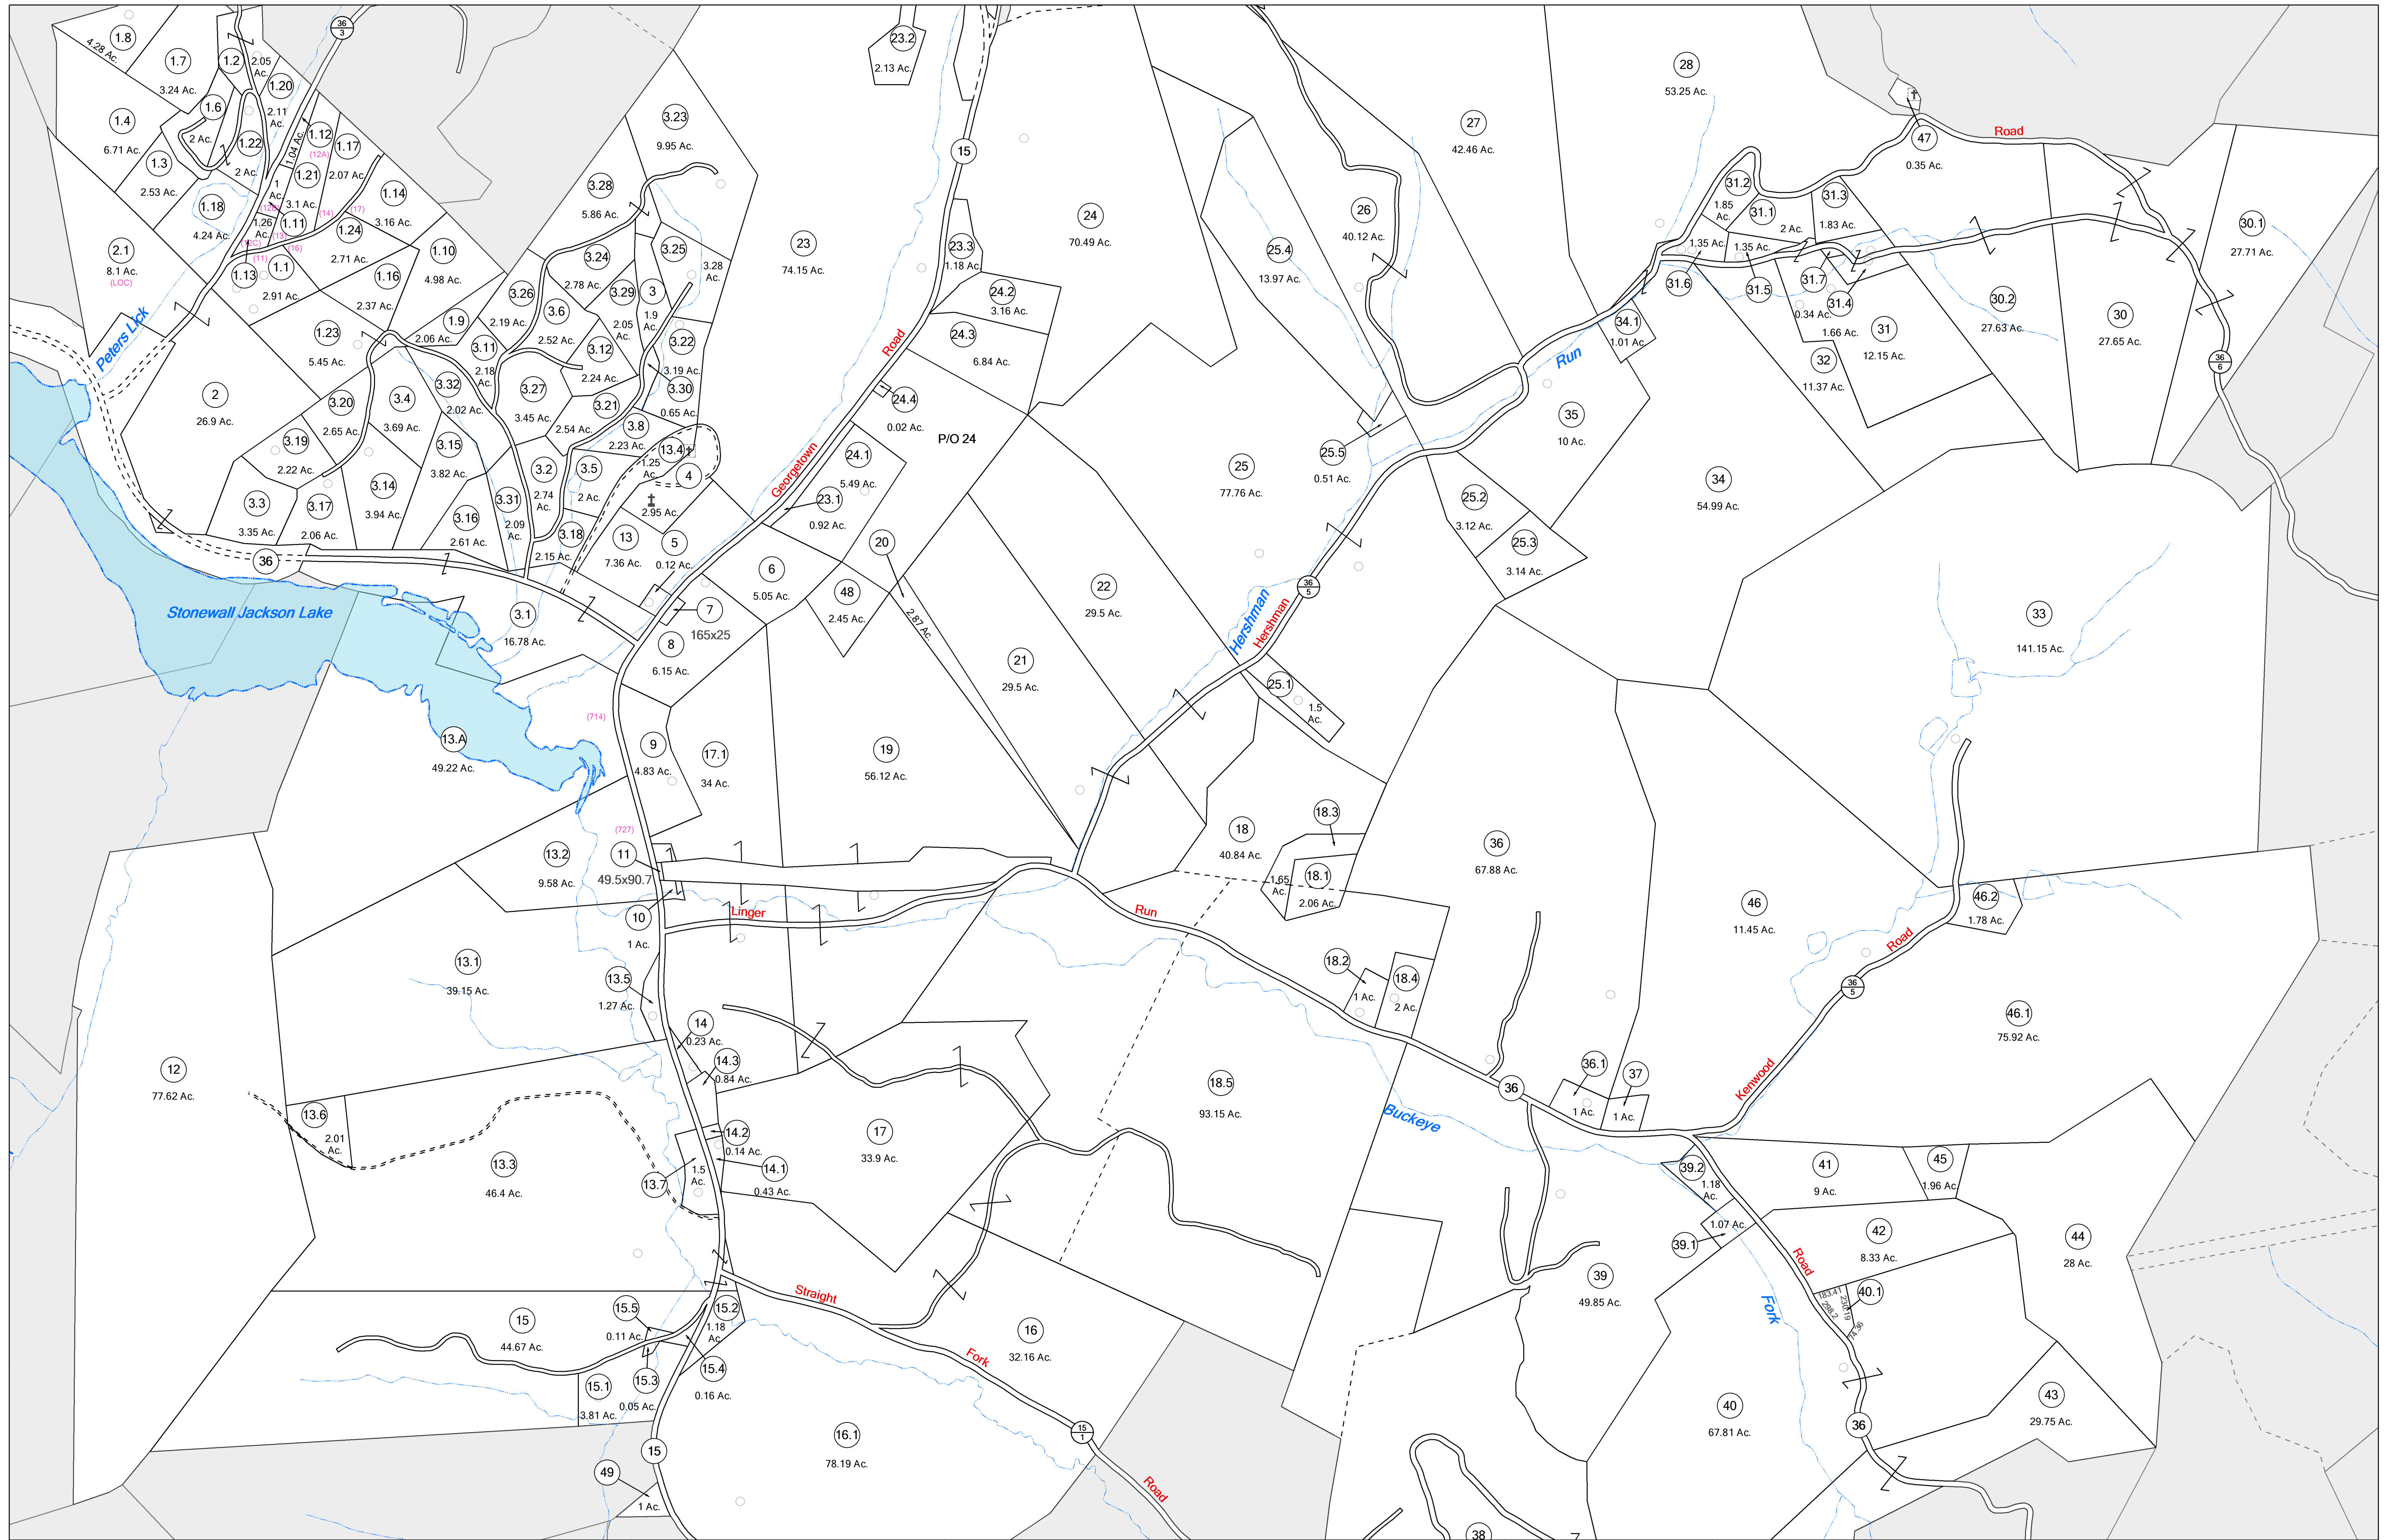 1.8
4.28 Ac.
1.7
3.24 Ac.
1.2
2.05
Ac.
1.20
2.11
Ac.
36
3
1.4
6.71 Ac.
1.6
2 Ac.
1.22
2 Ac.
1.3
2.53 Ac.
1.12
1.04 Ac.
(12A)
1.17
2.07 Ac.
1.21
3.1 Ac.
1
Ac.
1.14
3.16 Ac.
1.18
4.24 Ac.
1.26
Ac.
1.11
(12C)
(13)
(14)
(17)
(16)
(11)
1.24
2.71 Ac.
1.10
4.98 Ac.
2.1
8.1 Ac.
(LOC)
1.13
1.1
2.91 Ac.
1.16
2.37 Ac.
Peters Lick
1.23
5.45 Ac.
1.9
2.06 Ac.
2
26.9 Ac.
3.23
9.95 Ac.
3.28
5.86 Ac.
3.24
2.78 Ac.
3.25
3.28
Ac.
3.26
2.19 Ac.
3.29
2.05
Ac.
3
1.9
Ac.
3.6
2.52 Ac.
3.11
2.18
Ac.
3.12
2.24 Ac.
3.22
3.19 Ac.
3.30
0.65 Ac.
3.32
2.02 Ac.
3.27
3.45 Ac.
3.21
2.54 Ac.
3.8
2.23 Ac.
3.20
2.65 Ac.
3.4
3.69 Ac.
3.19
2.22 Ac.
3.15
3.82 Ac.
13.4
1.25
Ac.
4
2.95 Ac.
3.2
2.74
Ac.
3.5
2 Ac.
3.14
3.94 Ac.
3.3
3.35 Ac.
3.17
2.06 Ac.
3.16
2.61 Ac.
3.31
2.09
Ac.
3.18
2.15 Ac.
13
7.36 Ac.
5
0.12 Ac.
36
Stonewall Jackson Lake
3.1
16.78 Ac.
7
165x25
8
6.15 Ac.
6
5.05 Ac.
48
2.45 Ac.
20
2.87 Ac.
23.2
2.13 Ac.
15
23
74.15 Ac.
24
70.49 Ac.
23.3
1.18 Ac.
24.2
3.16 Ac.
24.3
6.84 Ac.
Road
24.4
0.02 Ac.
P/O 24
Georgetown
24.1
5.49 Ac.
23.1
0.92 Ac.
27
42.46 Ac.
26
40.12 Ac.
25.4
13.97 Ac.
28
53.25 Ac.
47
0.35 Ac.
Road
30.1
27.71 Ac.
31.2
1.85
Ac.
31.1
2 Ac.
31.3
1.83 Ac.
1.35 Ac.
31.6
1.35 Ac.
31.5
31.7
0.34 Ac.
31.4
1.66 Ac.
31
12.15 Ac.
32
11.37 Ac.
30.2
27.63 Ac.
30
27.65 Ac.
36
6
34.1
1.01 Ac.
Run
35
10 Ac.
25.5
0.51 Ac.
25
77.76 Ac.
25.2
3.12 Ac.
25.3
3.14 Ac.
34
54.99 Ac.
33
141.15 Ac.
22
29.5 Ac.
21
29.5 Ac.
36
5
Hershman
Hershman
25.1
1.5
Ac.
13.A
49.22 Ac.
(714)
9
4.83 Ac.
17.1
34 Ac.
19
56.12 Ac.
(727)
13.2
9.58 Ac.
11
49.5x90.7
10
1 Ac.
Linger
Run
18
40.84 Ac.
18.3
1.65
Ac.
18.1
2.06 Ac.
36
67.88 Ac.
46
11.45 Ac.
46.2
1.78 Ac.
Road
13.1
39.15 Ac.
13.5
1.27 Ac.
18.2
1 Ac.
18.4
2 Ac.
36
5
46.1
75.92 Ac.
Kenwood
12
77.62 Ac.
14
0.23 Ac.
14.3
0.84 Ac.
18.5
93.15 Ac.
36
36.1
1 Ac.
37
1 Ac.
Buckeye
13.6
2.01
Ac.
13.3
46.4 Ac.
14.2
0.14 Ac.
14.1
0.43 Ac.
13.7
1.5
Ac.
17
33.9 Ac.
39.2
1.18
Ac.
41
9 Ac.
45
1.96 Ac.
39.1
1.07 Ac.
42
8.33 Ac.
44
28 Ac.
Road
39
49.85 Ac.
Fork
40.1
183.41
298.2
230.19
74.36
15
44.67 Ac.
15.5
0.11 Ac.
15.2
1.18
Ac.
Straight
16
32.16 Ac.
Fork
15.4
0.16 Ac.
15.3
0.05 Ac.
15.1
3.81 Ac.
40
67.81 Ac.
43
29.75 Ac.
36
15
16.1
78.19 Ac.
15
1
Road
49
1 Ac.
38